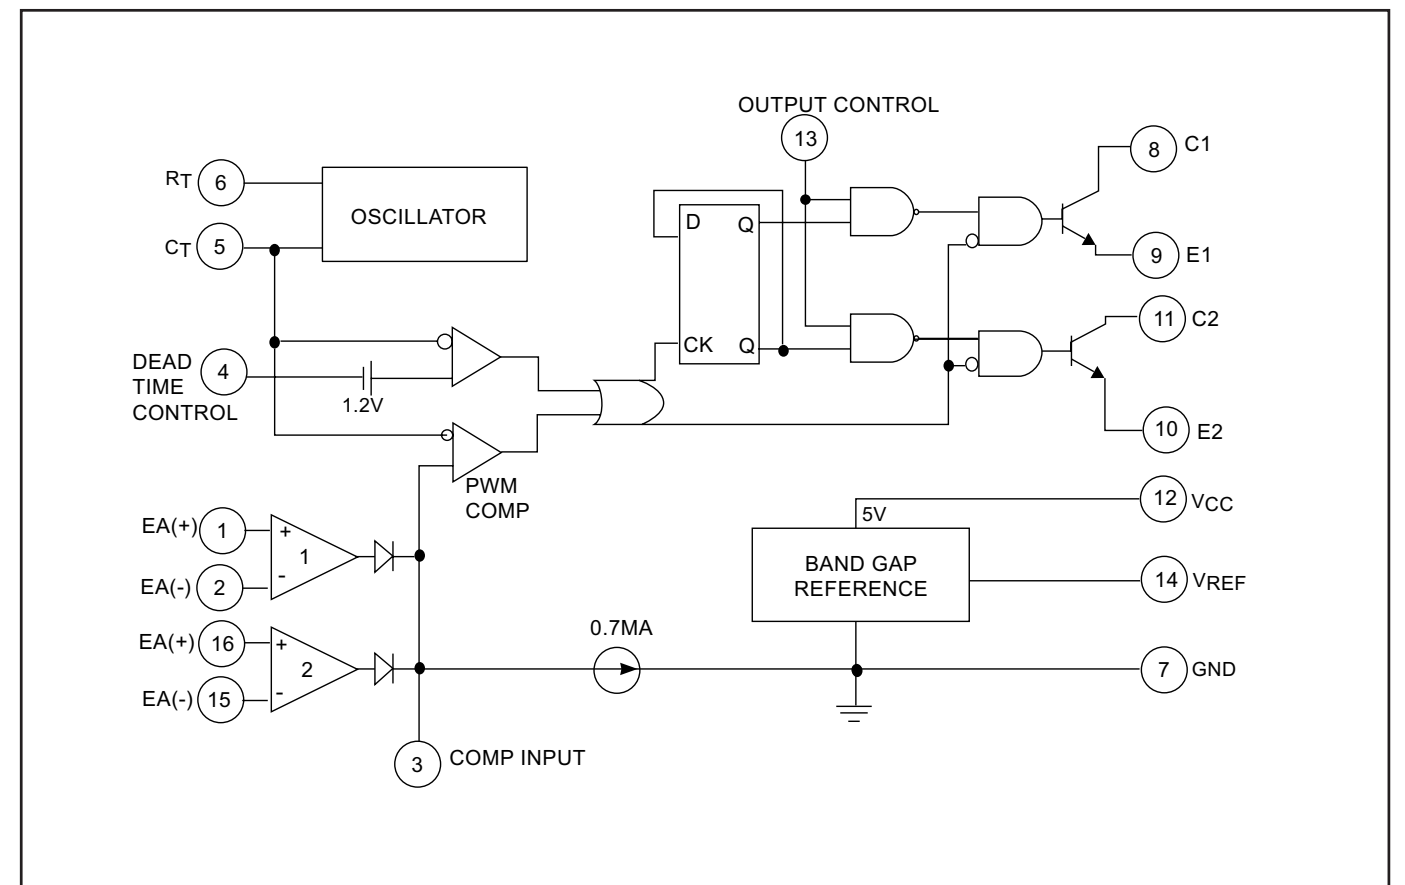 OUTPUT CONTROL
13
8 C1
RT 6
OSCILLATOR
CT 5
D Q
9 E1
CK Q
11 C2
DEAD
TIME
CONTROL
4
1.2V
10 E2
PWM
COMP
12 VCC
5V
EA(+) 1
+
1
-
EA(-) 2
BAND GAP
REFERENCE
14 VREF
EA(+) 16
+
2
-
EA(-) 15
0.7MA
7 GND
3 COMP INPUT